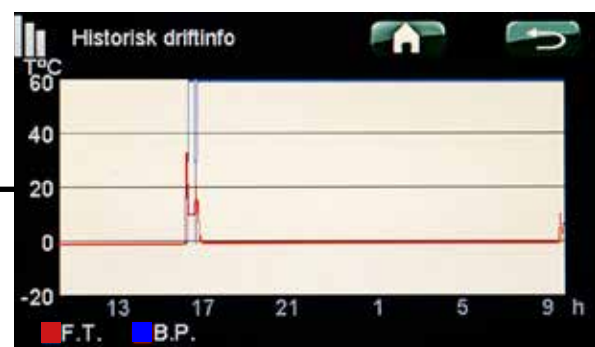 Historisk driftinfo
T°C
60
40
20
0
-20
13 17 21 1 5 9 h
F.T. B.P.